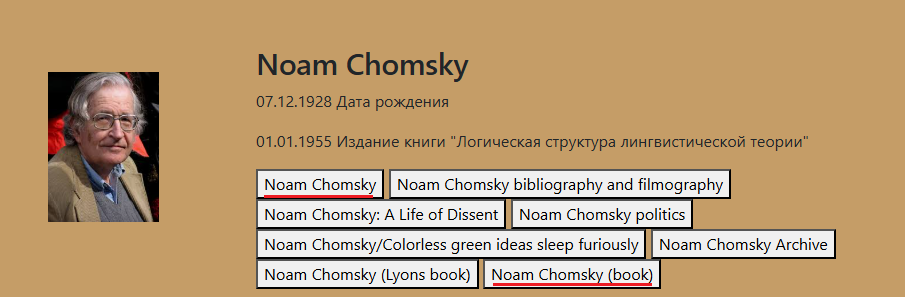 Noam Chomsky
07.12.1928 Дата рождения
01.01.1955 Издание книги "Логическая структура лингвистической теории"
Noam Chomsky Noam Chomsky bibliography and filmography
Noam Chomsky: A Life of Dissent Noam Chomsky politics
Noam Chomsky/Colorless green ideas sleep furiously Noam Chomsky Archive
Noam Chomsky (Lyons book) Noam Chomsky (book)